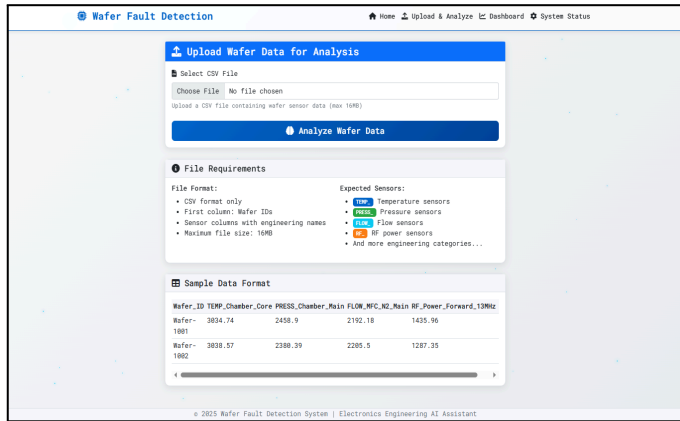 Wafer Fault Detection
Home Upload & Analyze Dashboard System Status
Upload Wafer Data for Analysis
Select CSV File
Choose File No file chosen
Upload a CSV file containing wafer sensor data (max 16MB)
Analyze Wafer Data
File Requirements
File Format:
• CSV format only
• First column: Wafer IDs
• Sensor columns with engineering names
• Maximum file size: 16MB
Expected Sensors:
• TEMP_ Temperature sensors
• PRESS_ Pressure sensors
• FLOW_ Flow sensors
• RF_ RF power sensors
• And more engineering categories...
Sample Data Format
Wafer_ID TEMP_Chamber_Core PRESS_Chamber_Main FLOW_MFC_N2_Main RF_Power_Forward_13MHz
Wafer-1001 3034.74 2458.9 2192.18 1435.96
Wafer-1002 3038.57 2380.39 2205.5 1287.35
© 2025 Wafer Fault Detection System | Electronics Engineering AI Assistant